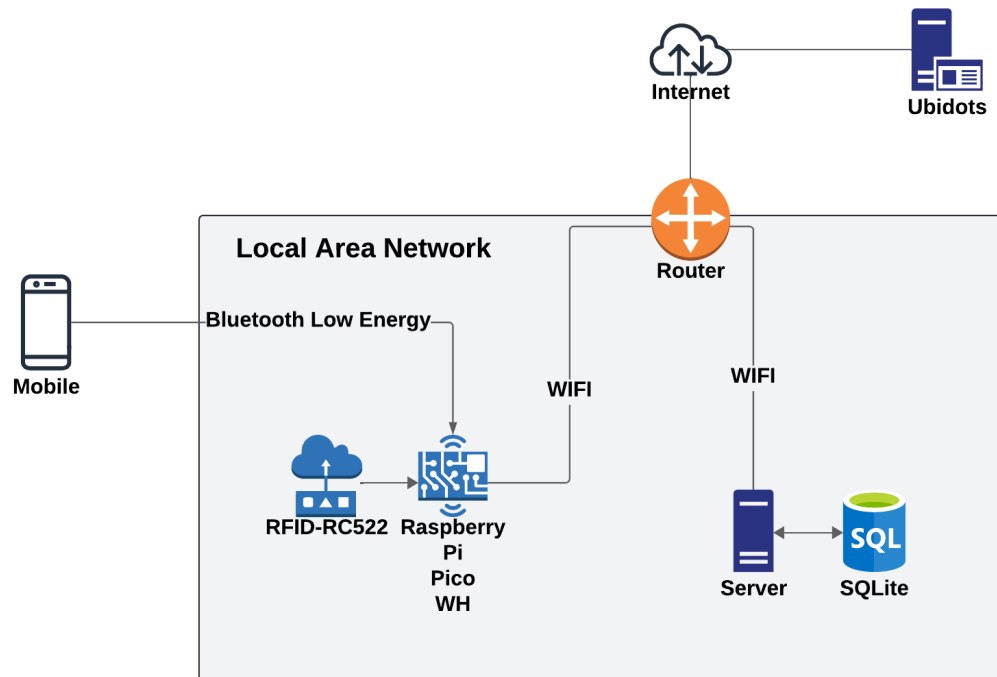 Internet
Ubidots
Local Area Network
Router
Bluetooth Low Energy
Mobile
WIFI
WIFI
RFID-RC522
Raspberry
Pi
Pico
WH
SQL
Server
SQLite